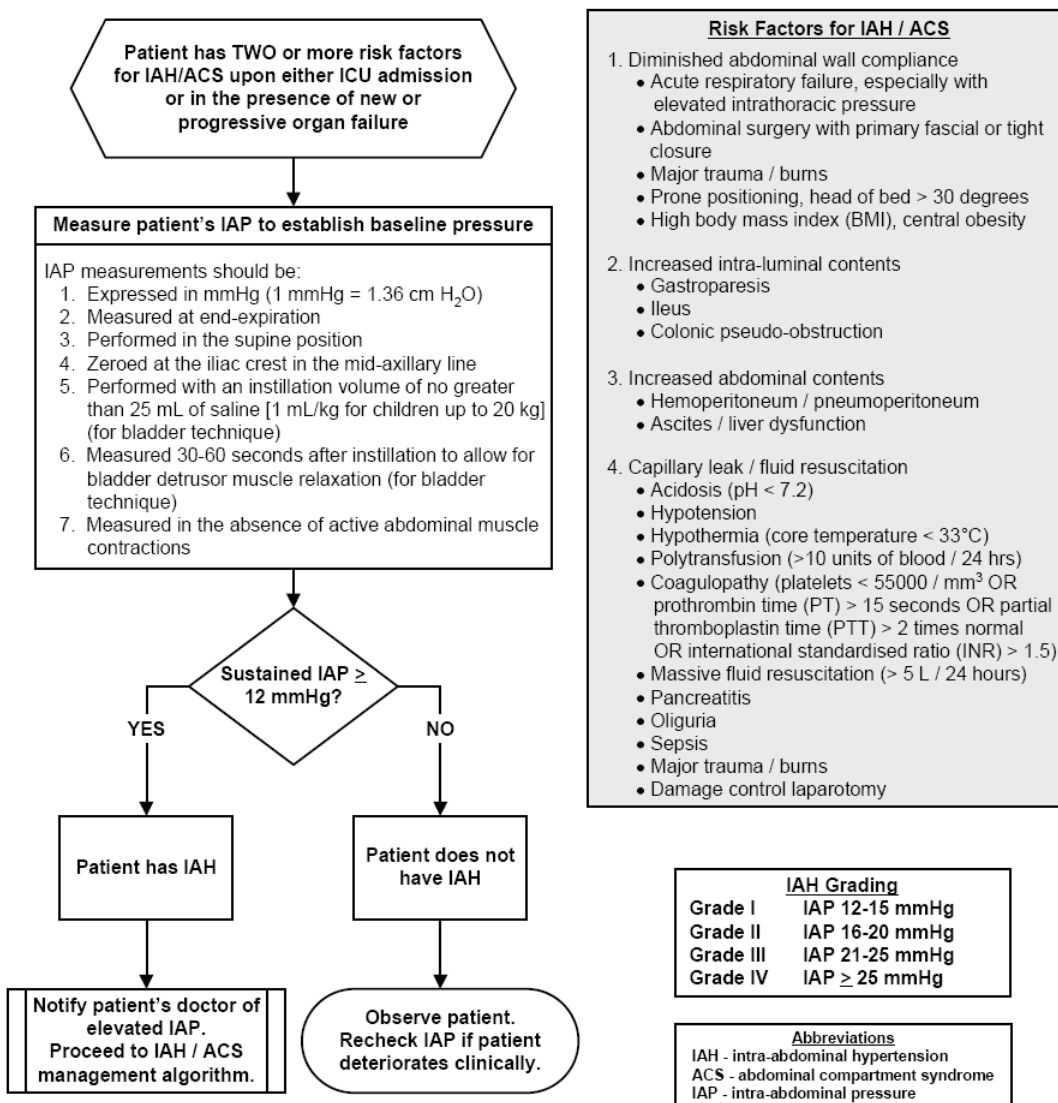 Patient has TWO or more risk factors
for IAH/ACS upon either ICU admission
or in the presence of new or
progressive organ failure
Measure patient's IAP to establish baseline pressure
IAP measurements should be:
1. Expressed in mmHg (1 mmHg = 1.36 cm H₂O)
2. Measured at end-expiration
3. Performed in the supine position
4. Zeroed at the iliac crest in the mid-axillary line
5. Performed with an instillation volume of no greater
than 25 mL of saline [1 mL/kg for children up to 20 kg]
(for bladder technique)
6. Measured 30-60 seconds after instillation to allow for
bladder detrusor muscle relaxation (for bladder
technique)
7. Measured in the absence of active abdominal muscle
contractions
Sustained IAP ≥
12 mmHg?
YES
NO
Patient has IAH
Patient does not
have IAH
Notify patient's doctor of
elevated IAP.
Proceed to IAH / ACS
management algorithm.
Observe patient.
Recheck IAP if patient
deteriorates clinically.
Risk Factors for IAH / ACS
1. Diminished abdominal wall compliance
• Acute respiratory failure, especially with
elevated intrathoracic pressure
• Abdominal surgery with primary fascial or tight
closure
• Major trauma / burns
• Prone positioning, head of bed > 30 degrees
• High body mass index (BMI), central obesity
2. Increased intra-luminal contents
• Gastroparesis
• Ileus
• Colonic pseudo-obstruction
3. Increased abdominal contents
• Hemoperitoneum / pneumoperitoneum
• Ascites / liver dysfunction
4. Capillary leak / fluid resuscitation
• Acidosis (pH < 7.2)
• Hypotension
• Hypothermia (core temperature < 33°C)
• Polytransfusion (>10 units of blood / 24 hrs)
• Coagulopathy (platelets < 55000 / mm³ OR
prothrombin time (PT) > 15 seconds OR partial
thromboplastin time (PTT) > 2 times normal
OR international standardised ratio (INR) > 1.5)
• Massive fluid resuscitation (> 5 L / 24 hours)
• Pancreatitis
• Oliguria
• Sepsis
• Major trauma / burns
• Damage control laparotomy
IAH Grading
Grade I IAP 12-15 mmHg
Grade II IAP 16-20 mmHg
Grade III IAP 21-25 mmHg
Grade IV IAP ≥ 25 mmHg
Abbreviations
IAH - intra-abdominal hypertension
ACS - abdominal compartment syndrome
IAP - intra-abdominal pressure